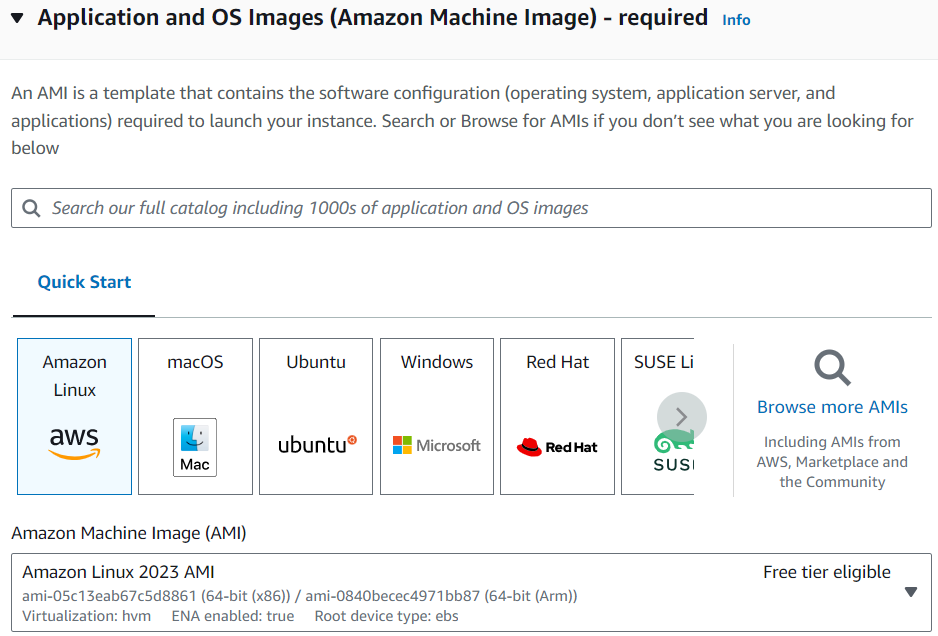 ▼ Application and OS Images (Amazon Machine Image) - required Info
An AMI is a template that contains the software configuration (operating system, application server, and
applications) required to launch your instance. Search or Browse for AMIs if you don't see what you are looking for
below
Search our full catalog including 1000s of application and OS images
Quick Start
Amazon
Linux
aws
macOS
Mac
Ubuntu
ubuntu
Windows
Microsoft
Red Hat
Red Hat
SUSE Li
SUS
Browse more AMIs
Including AMIs from
AWS, Marketplace and
the Community
Amazon Machine Image (AMI)
Amazon Linux 2023 AMI Free tier eligible
ami-05c13eab67c5d8861 (64-bit (x86)) / ami-0840becec4971bb87 (64-bit (Arm))
Virtualization: hvm ENA enabled: true Root device type: ebs